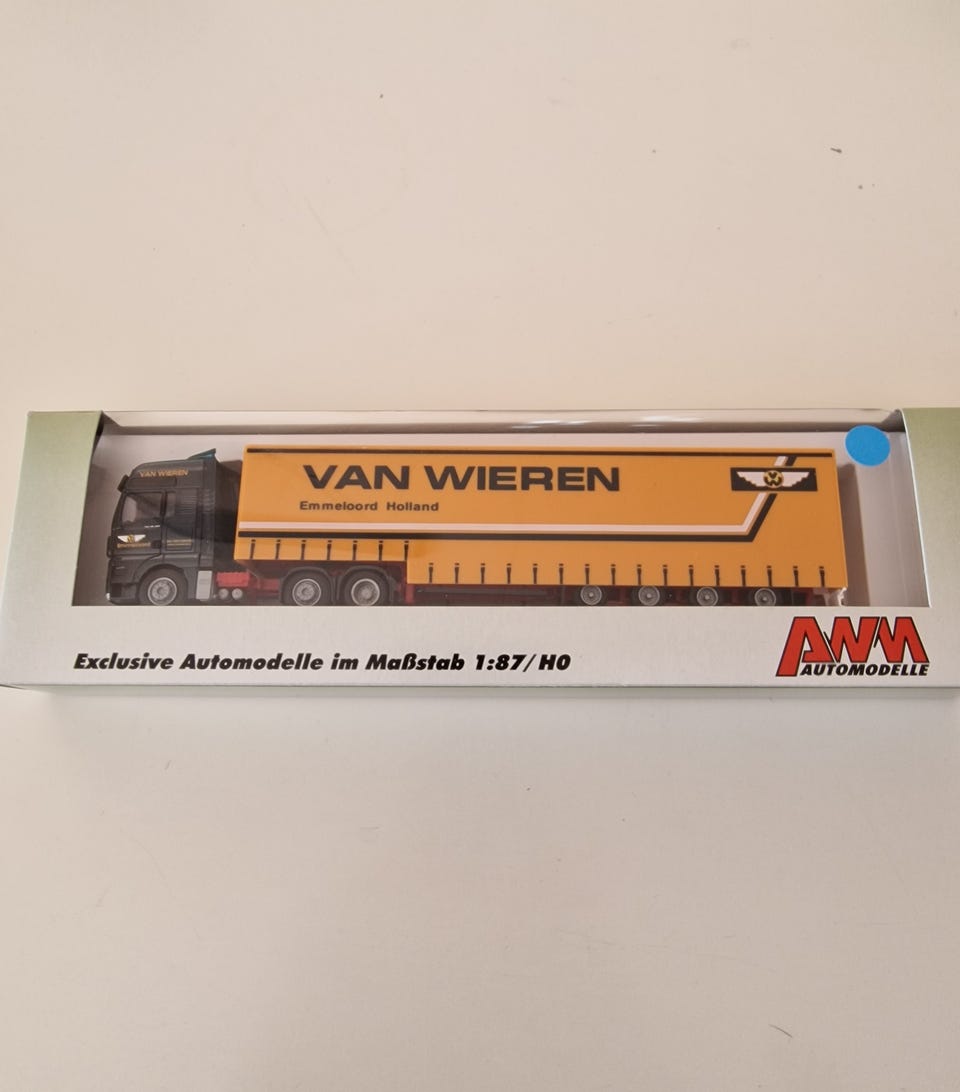 VAN WIEREN
VAN WIEREN
Emmeloord Holland
Exclusive Automodelle im Maßstab 1:87/H0
AWM
AUTOMODELLE